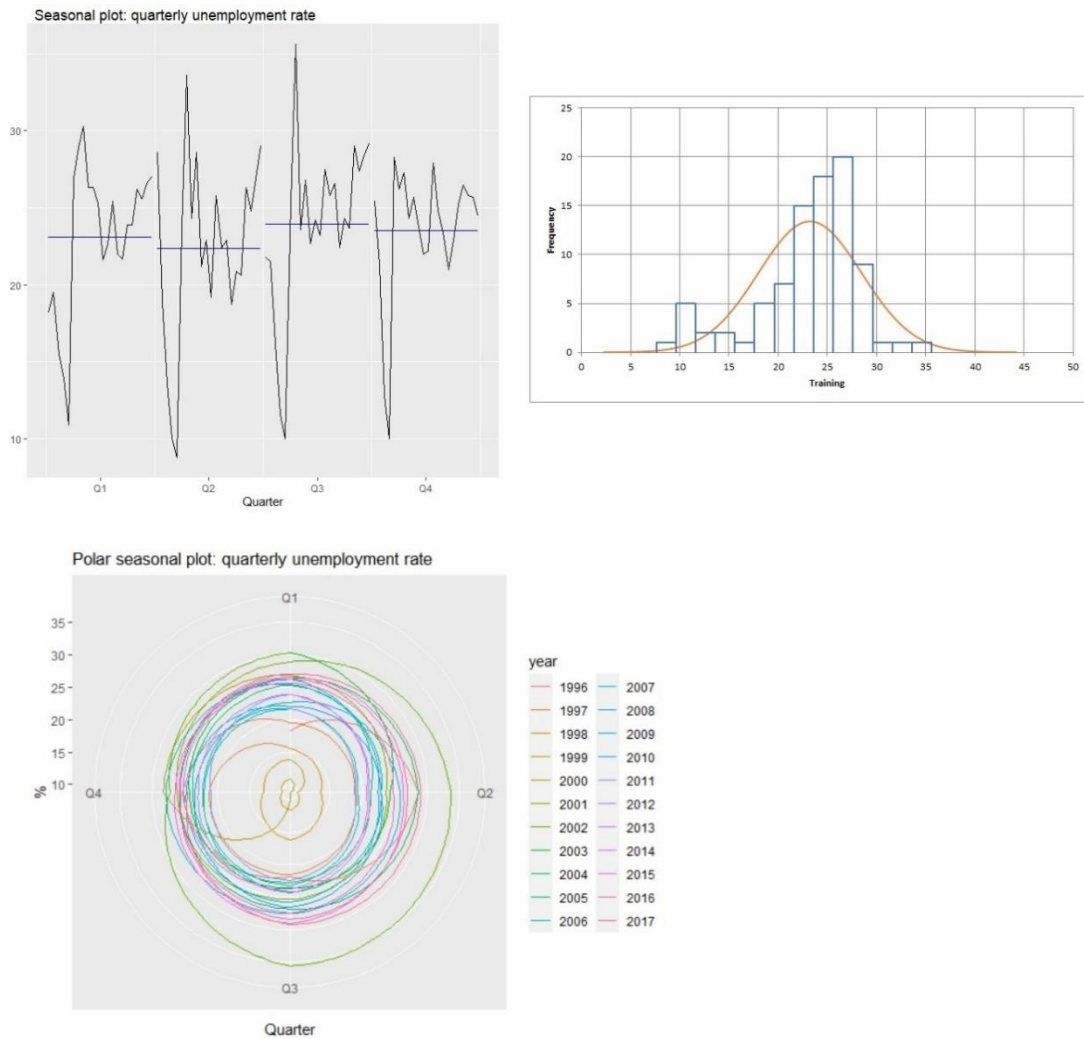 Seasonal plot: quarterly unemployment rate
30
20
10
Q1 Q2 Q3 Q4
Quarter
25
20
15
10
5
0
Frequency
0 5 10 15 20 25 30 35 40 45 50
Training
Polar seasonal plot: quarterly unemployment rate
Q1
35
30
25
20
15
10
%
Q4
Q2
Q3
Quarter
year
1996 2007
1997 2008
1998 2009
1999 2010
2000 2011
2001 2012
2002 2013
2003 2014
2004 2015
2005 2016
2006 2017